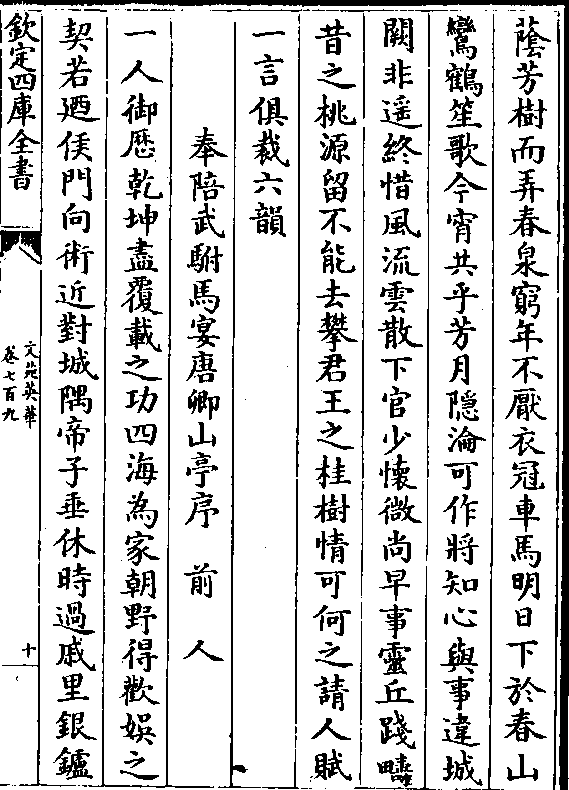 蔭芳樹而弄春泉窮年不厭衣冠車馬明日下於春山
鸞鶴笙歌今宵共乎芳月隠淪可作將知心與事違城
闕非遥終惜風流雲散下官少懐微尚早事靈丘踐疇
昔之桃源留不能去攀君王之桂樹情可何之請人賦
一言俱裁六韻
奉陪武駙馬宴唐卿山亭序　前　人
一人御歴乾坤盡覆載之功四海為家朝野得歡娱之
契若廼侯門向術近對城隅帝子垂休時過戚里銀鑪
欽定四庫全書
文苑英華
卷七百九
十